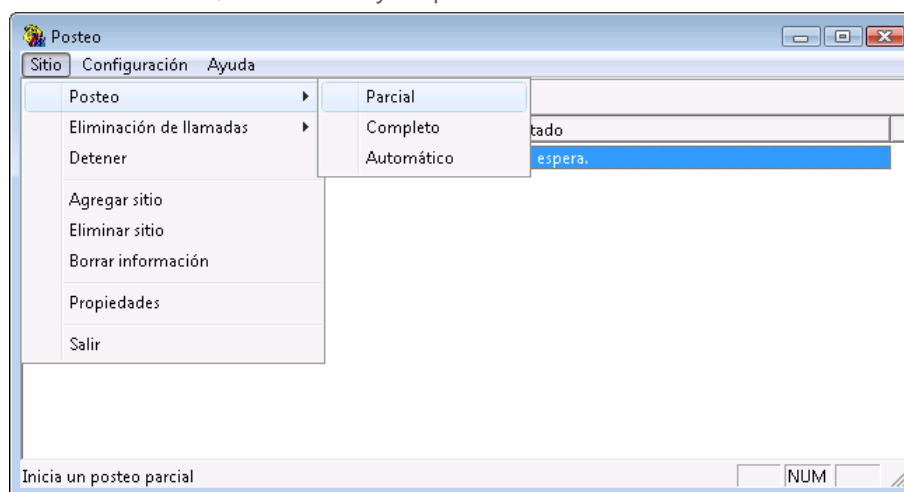 Posteo
Sitio Configuración Ayuda
Posteo Parcial
Eliminación de llamadas Completo tado
Detener Automático espera.
Agregar sitio
Eliminar sitio
Borrar información
Propiedades
Salir
Inicia un posteo parcial NUM